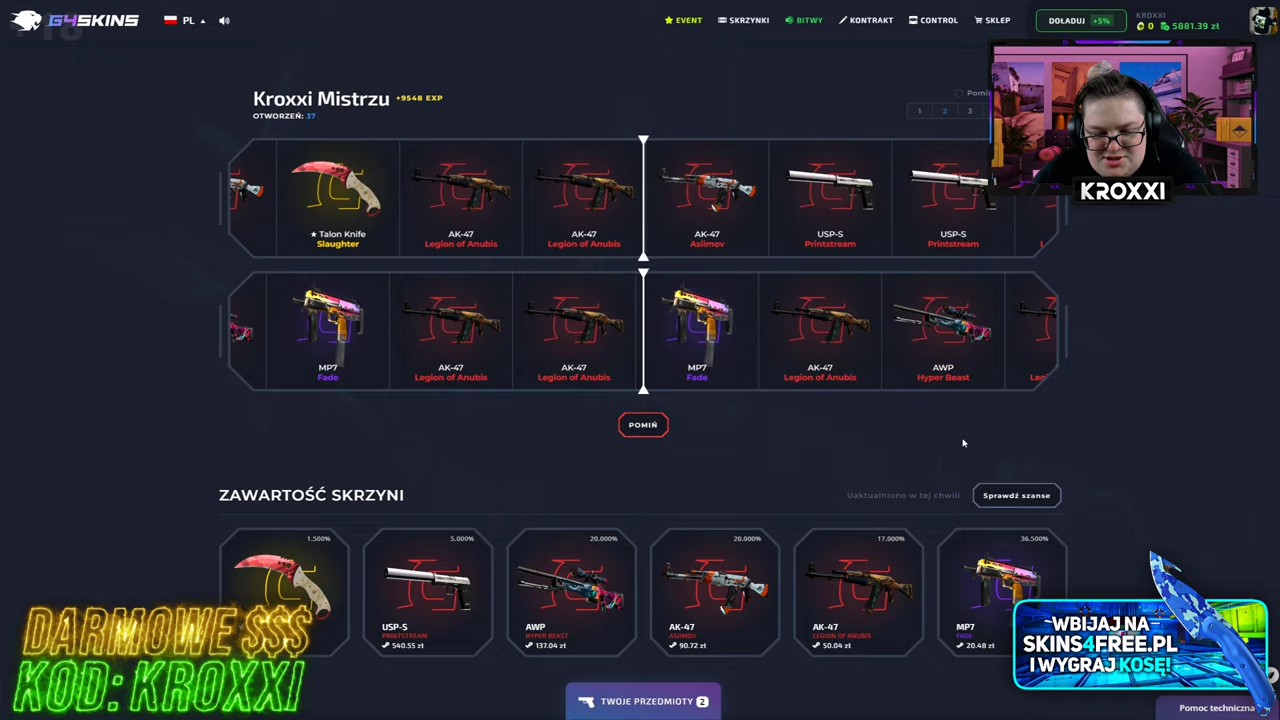 G4SKINS
PL
EVENT
SKRZYNKI
BITWY
KONTRAKT
CONTROL
SKLEP
DOŁADUJ +5%
KROXXI
0 5881.39 zł
Kroxxi Mistrzu +9548 EXP
OTWORZEŃ: 37
1 2 3
KROXXI
★ Talon Knife
Slaughter
AK-47
Legion of Anubis
AK-47
Legion of Anubis
AK-47
Asiimov
USP-S
Printstream
USP-S
Printstream
MP7
Fade
AK-47
Legion of Anubis
AK-47
Legion of Anubis
MP7
Fade
AK-47
Legion of Anubis
AWP
Hyper Beast
POMIŃ
ZAWARTOŚĆ SKRZYNI
Uaktualniono w tej chwili
Sprawdź szanse
1.500%
5.000%
USP-S
PRINTSTREAM
540.55 zł
20.000%
AWP
HYPER BEAST
137.04 zł
20.000%
AK-47
ASIIMOV
90.72 zł
17.000%
AK-47
LEGION OF ANUBIS
50.04 zł
36.500%
MP7
FADE
20.48 zł
DARMOWE $$$
KOD: KROXXI
WBIJAJ NA
SKINS4FREE.PL
I WYGRAJ KOSĘ!
TWOJE PRZEDMIOTY 2
Pomoc techniczna